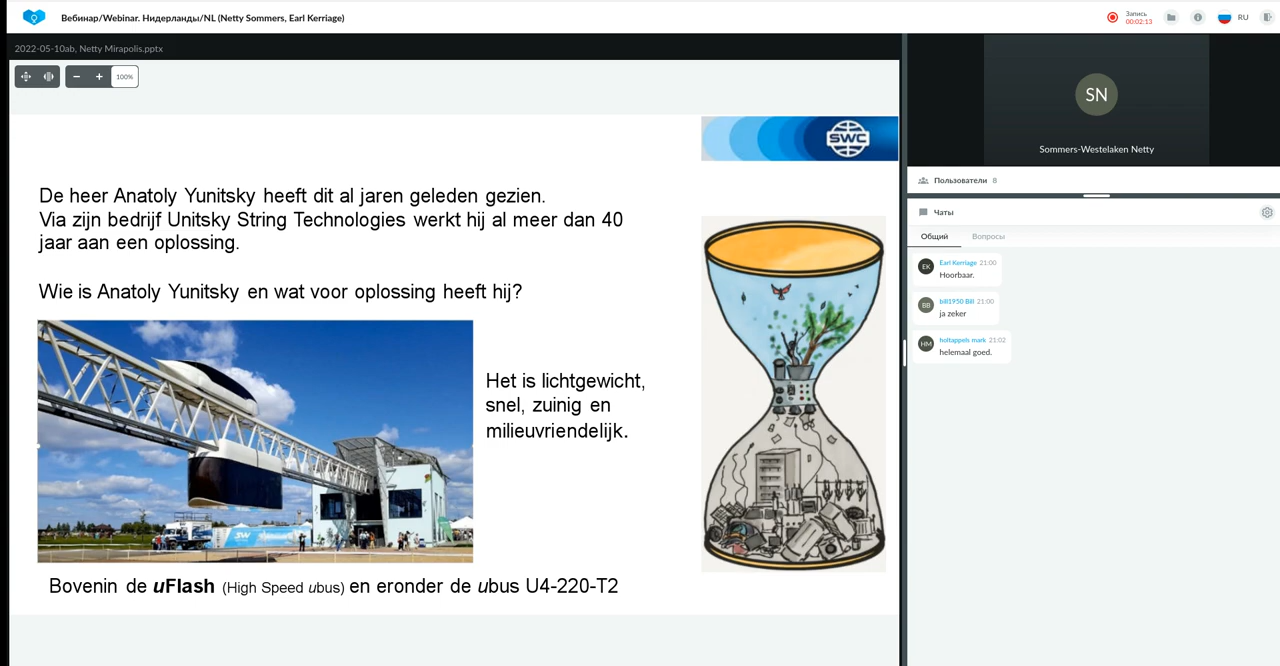 Вебинар/Webinar. Нидерланды/NL (Netty Sommers, Earl Kerriage)
Запись
00:02:13
RU
2022-05-10ab, Netty Mirapolis.pptx
100%
SWC
De heer Anatoly Yunitsky heeft dit al jaren geleden gezien.
Via zijn bedrijf Unitsky String Technologies werkt hij al meer dan 40
jaar aan een oplossing.
Wie is Anatoly Yunitsky en wat voor oplossing heeft hij?
Het is lichtgewicht,
snel, zuinig en
milieuvriendelijk.
Bovenin de uFlash (High Speed ubus) en eronder de ubus U4-220-T2
SN
Sommers-Westelaken Netty
Пользователи 8
Чаты
Общий Вопросы
EK
Earl Kerriage 21:00
Hoorbaar.
BB
bill1950 Bill 21:00
ja zeker
HM
holtappels mark 21:02
helemaal goed.